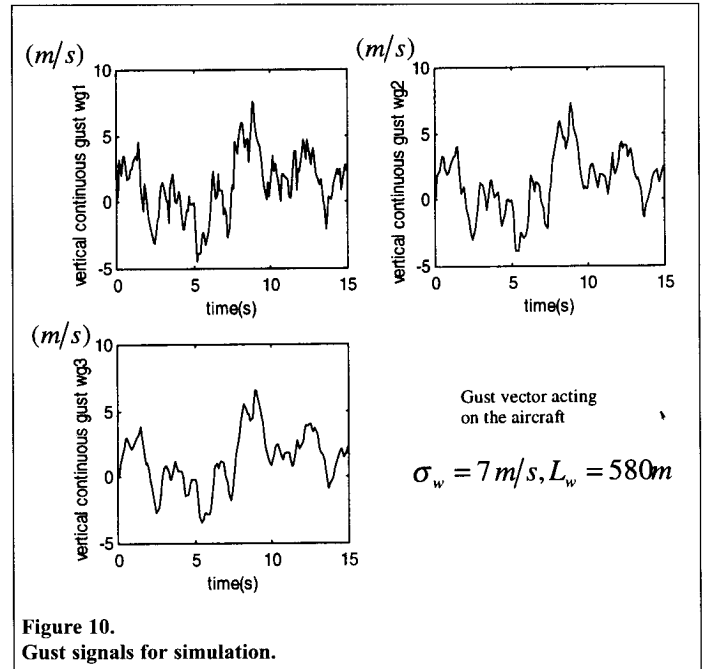 (m/s)
vertical continuous gust wg1
10
5
0
-5
0
5
10
15
time(s)
(m/s)
vertical continuous gust wg2
10
5
0
-5
0
5
10
15
time(s)
(m/s)
vertical continuous gust wg3
10
5
0
-5
0
5
10
15
time(s)
Gust vector acting
on the aircraft
σ_w = 7 m/s, L_w = 580m
Figure 10.
Gust signals for simulation.